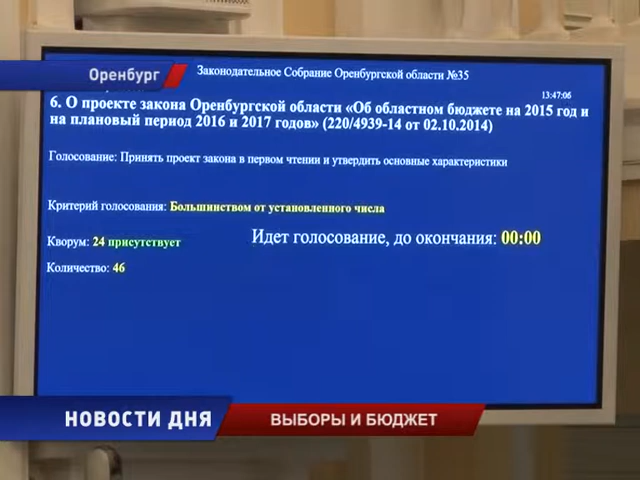 Оренбург
Законодательное Собрание Оренбургской области №35
13:47:06
6. О проекте закона Оренбургской области «Об областном бюджете на 2015 год и
на плановый период 2016 и 2017 годов» (220/4939-14 от 02.10.2014)
Голосование: Принять проект закона в первом чтении и утвердить основные характеристики
Критерий голосования: Большинством от установленного числа
Кворум: 24 присутствует
Идет голосование, до окончания: 00:00
Количество: 46
НОВОСТИ ДНЯ
ВЫБОРЫ И БЮДЖЕТ